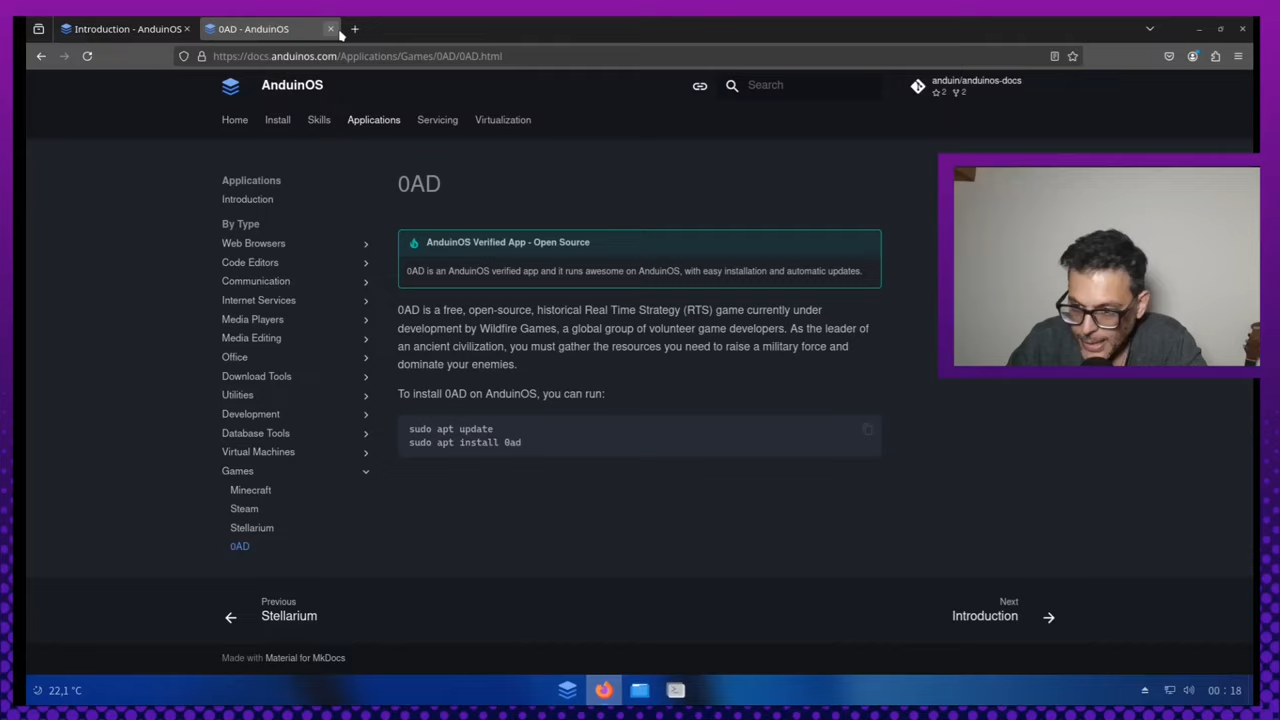 Introduction - AnduinOS
0AD - AnduinOS
https://docs.anduinos.com/Applications/Games/0AD/0AD.html
AnduinOS
Search
anduin/anduinos-docs
2 2
Home Install Skills Applications Servicing Virtualization
Applications
Introduction
By Type
Web Browsers
Code Editors
Communication
Internet Services
Media Players
Media Editing
Office
Download Tools
Utilities
Development
Database Tools
Virtual Machines
Games
Minecraft
Steam
Stellarium
0AD
0AD
AnduinOS Verified App - Open Source
0AD is an AnduinOS verified app and it runs awesome on AnduinOS, with easy installation and automatic updates.
0AD is a free, open-source, historical Real Time Strategy (RTS) game currently under
development by Wildfire Games, a global group of volunteer game developers. As the leader of
an ancient civilization, you must gather the resources you need to raise a military force and
dominate your enemies.
To install 0AD on AnduinOS, you can run:
sudo apt update
sudo apt install 0ad
Previous
Stellarium
Next
Introduction
Made with Material for MkDocs
22,1 °C
00:18